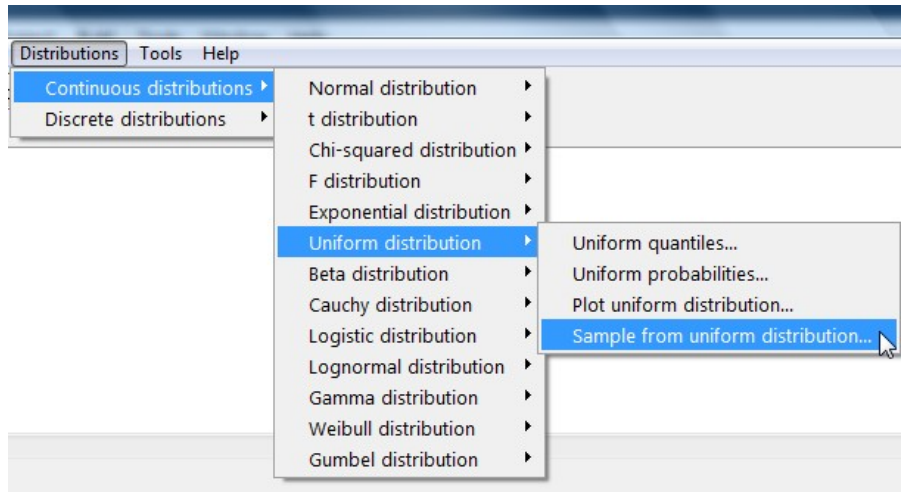 Distributions Tools Help
Continuous distributions
Discrete distributions
Normal distribution
t distribution
Chi-squared distribution
F distribution
Exponential distribution
Uniform distribution
Beta distribution
Cauchy distribution
Logistic distribution
Lognormal distribution
Gamma distribution
Weibull distribution
Gumbel distribution
Uniform quantiles...
Uniform probabilities...
Plot uniform distribution...
Sample from uniform distribution...